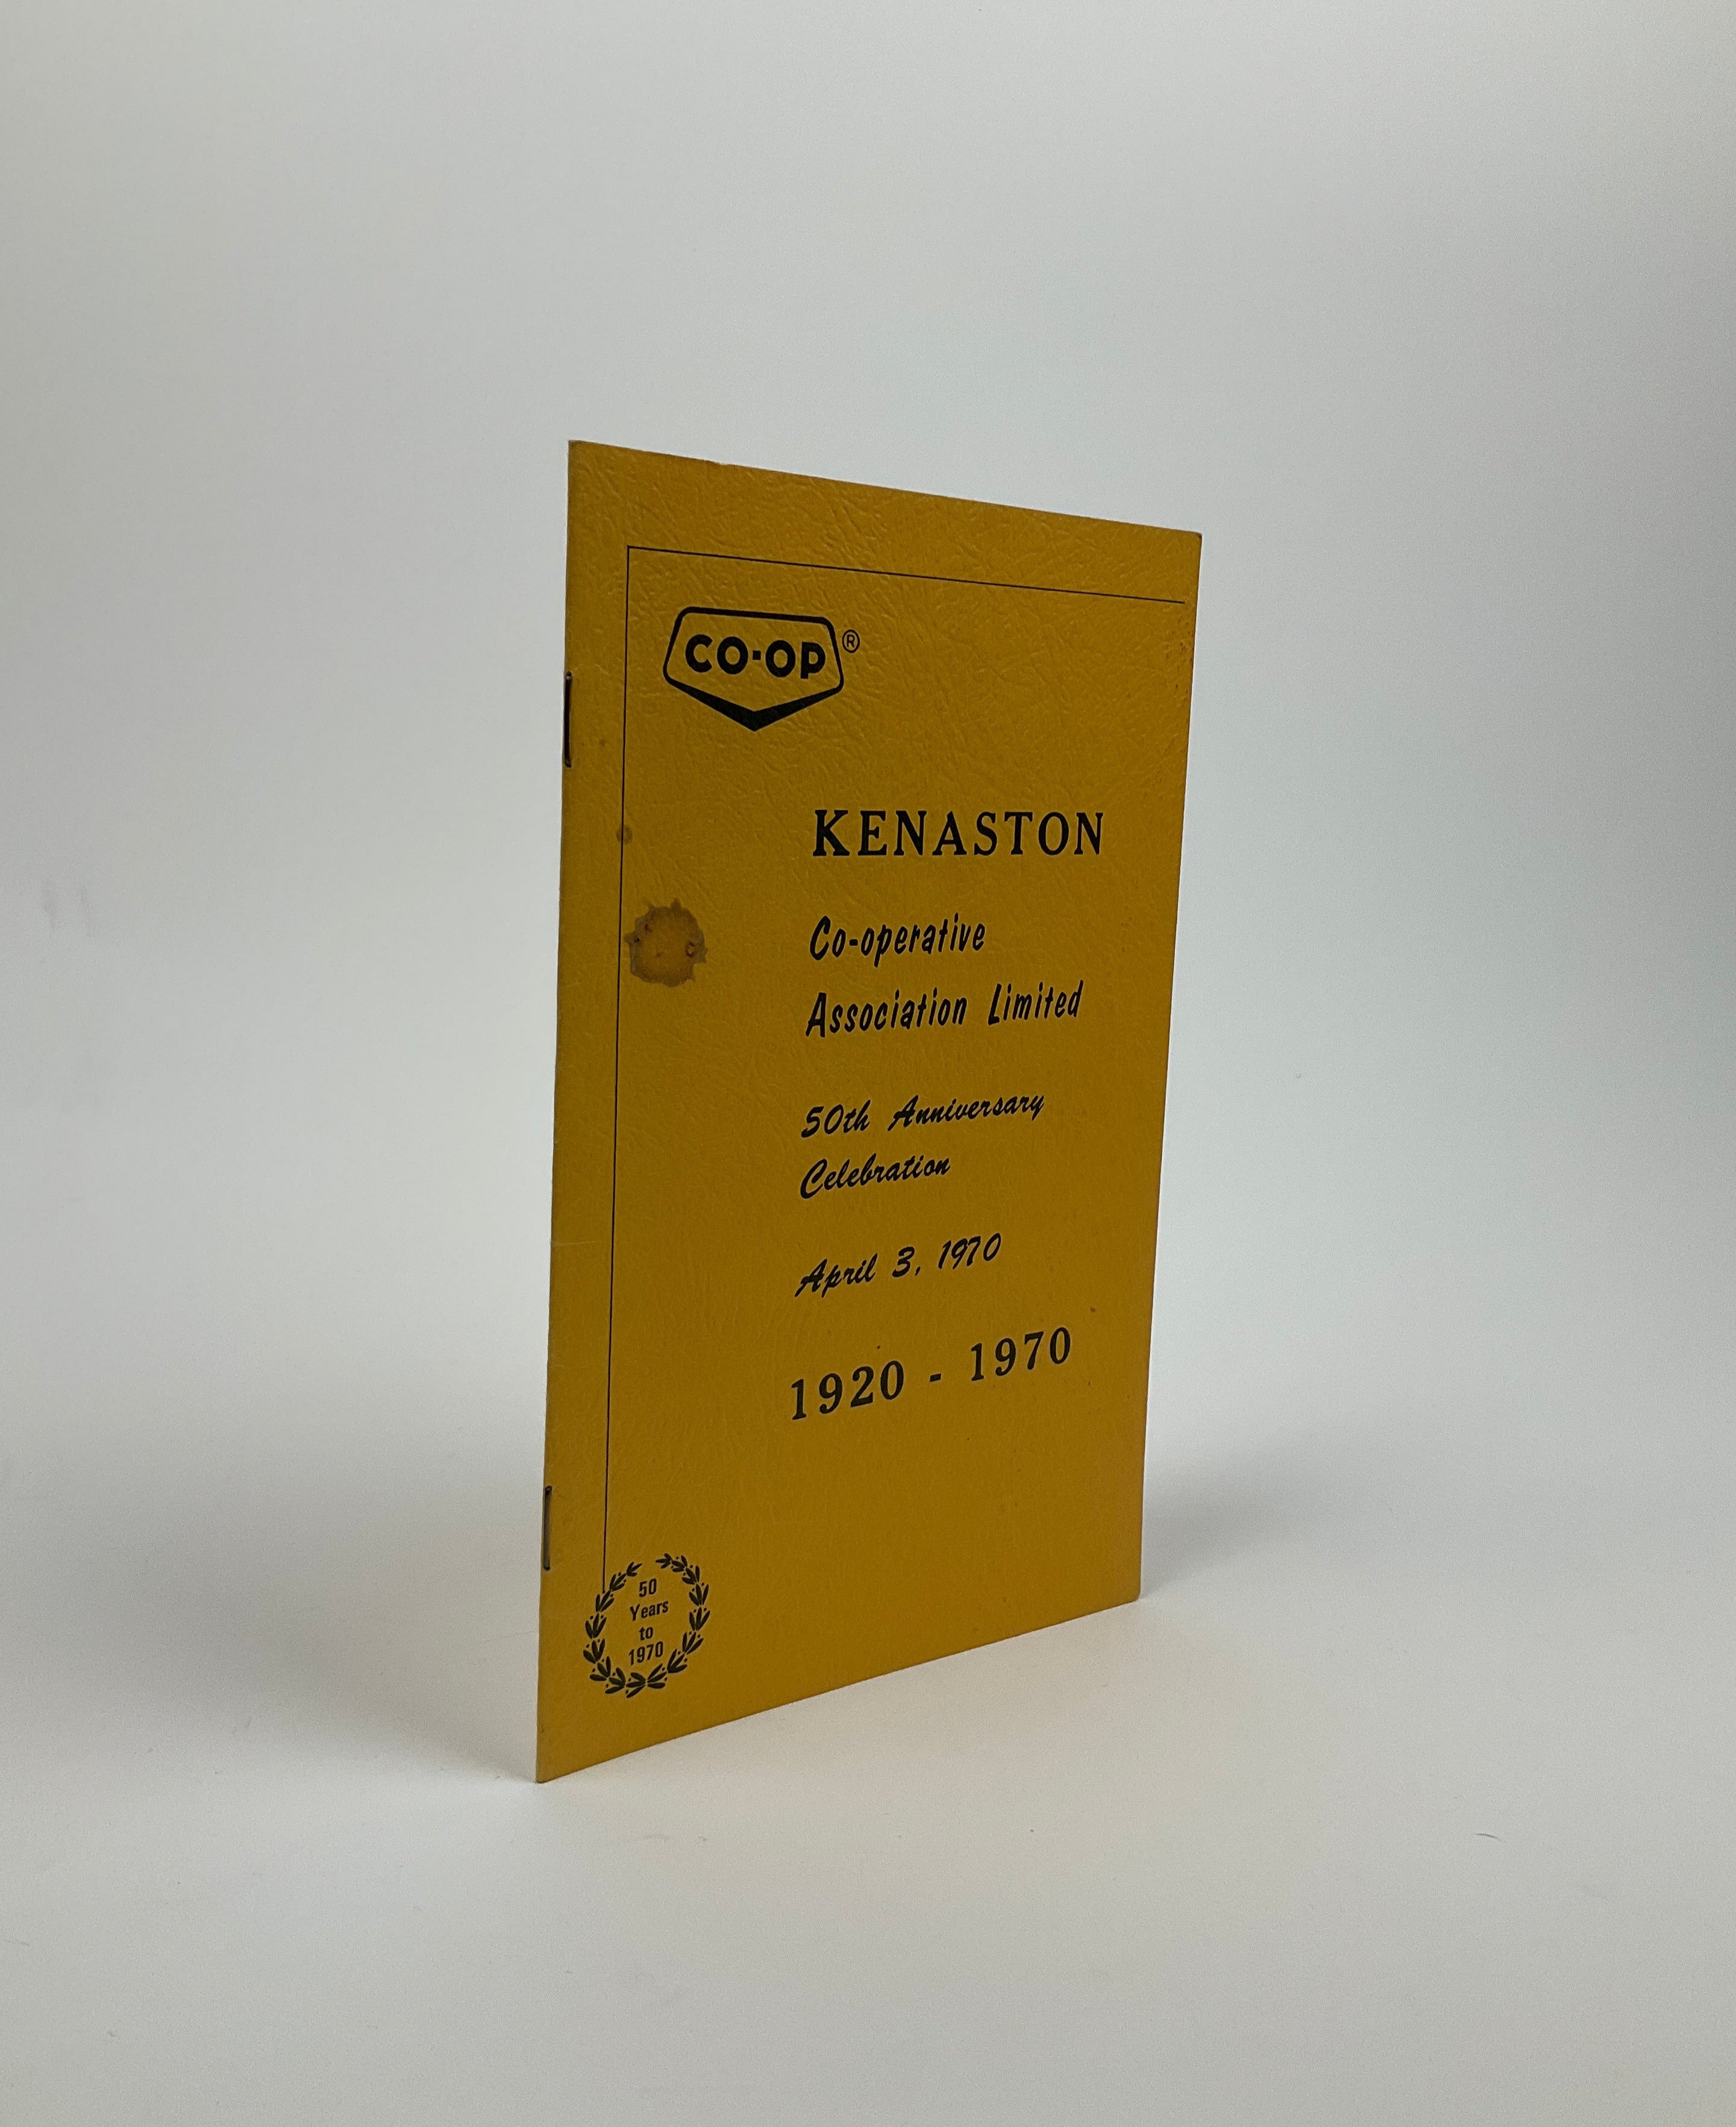 CO-OP ®
KENASTON
Co-operative
Association Limited
50th Anniversary
Celebration
April 3, 1970
1920 - 1970
50
Years
to
1970